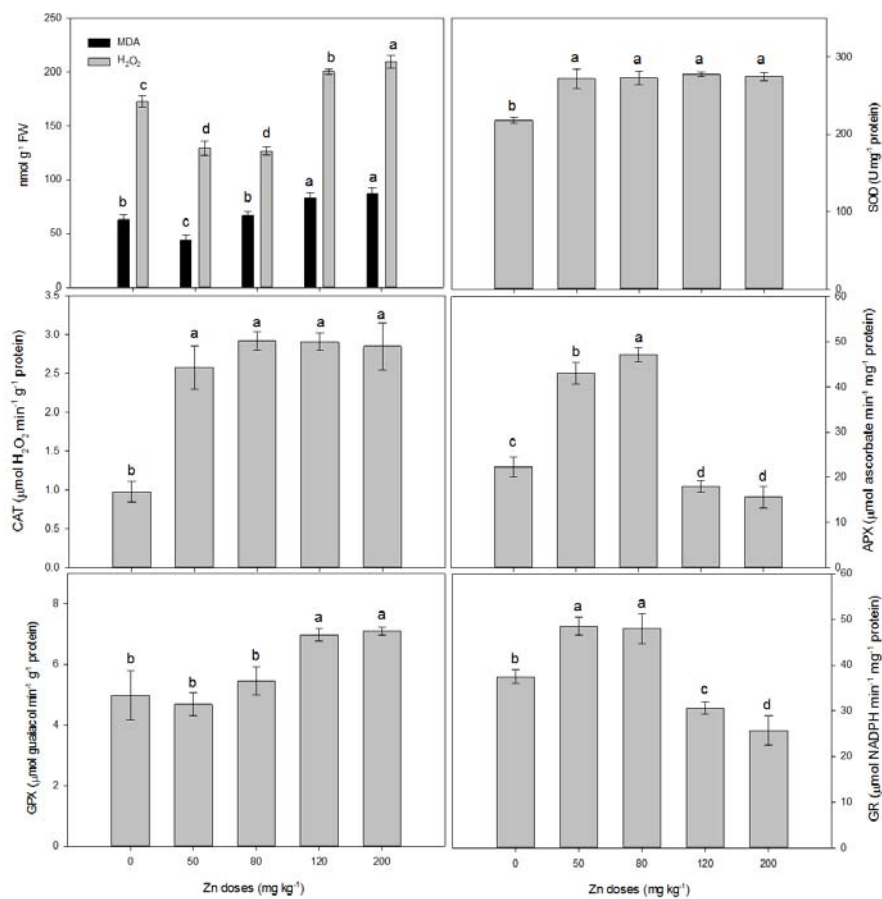 250
200
150
100
50
0
nmol g⁻¹ FW
MDA
H₂O₂
b
c
c
d
b
d
a
b
a
a
300
200
100
0
SOD (U mg⁻¹ protein)
b
a
a
a
a
3.5
3.0
2.5
2.0
1.5
1.0
0.5
0.0
CAT (μmol H₂O₂ min⁻¹ g⁻¹ protein)
b
a
a
a
a
60
50
40
30
20
10
0
APX (μmol ascorbate min⁻¹ mg⁻¹ protein)
c
b
a
d
d
8
6
4
2
0
GPX (μmol guaiacol min⁻¹ g⁻¹ protein)
b
b
b
a
a
0 50 80 120 200
Zn doses (mg kg⁻¹)
60
50
40
30
20
10
0
GR (μmol NADPH min⁻¹ mg⁻¹ protein)
b
a
a
c
d
0 50 80 120 200
Zn doses (mg kg⁻¹)